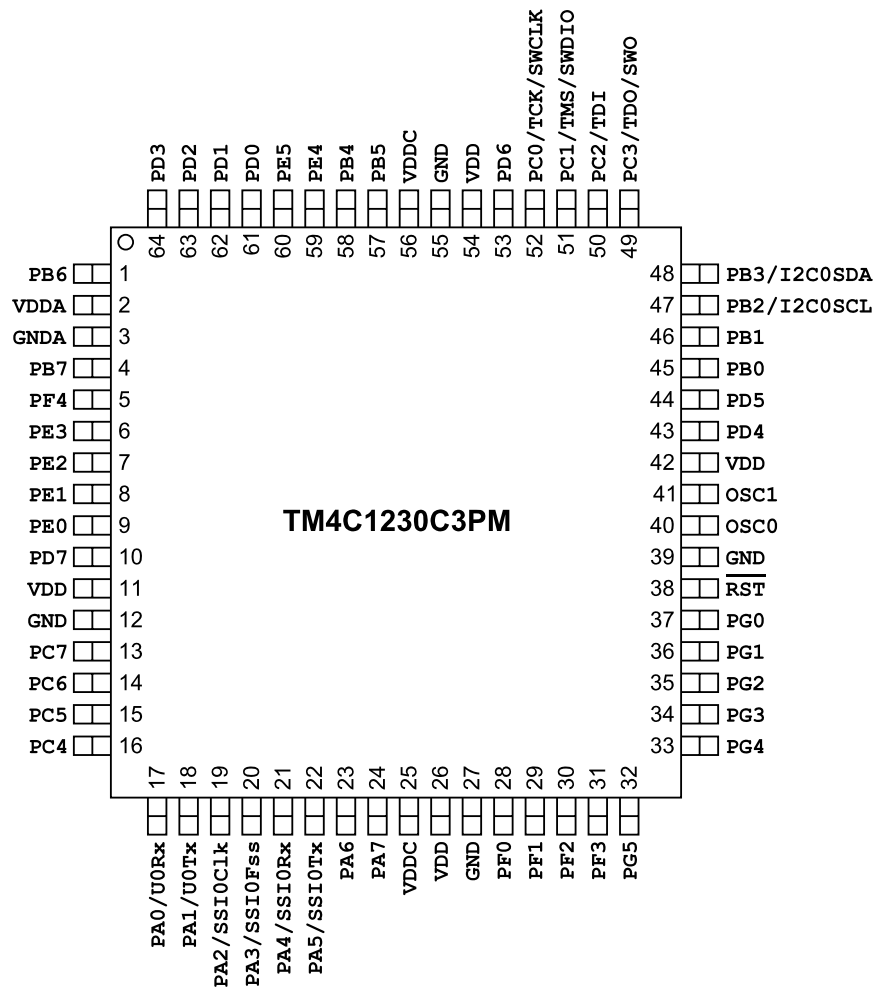 PD3
PD2
PD1
PD0
PE5
PE4
PB4
PB5
VDDC
GND
VDD
PD6
PC0/TCK/SWCLK
PC1/TMS/SWDIO
PC2/TDI
PC3/TDO/SWO
64
63
62
61
60
59
58
57
56
55
54
53
52
51
50
49
PB6 1
VDDA 2
GNDA 3
PB7 4
PF4 5
PE3 6
PE2 7
PE1 8
PE0 9
PD7 10
VDD 11
GND 12
PC7 13
PC6 14
PC5 15
PC4 16
TM4C1230C3PM
48 PB3/I2C0SDA
47 PB2/I2C0SCL
46 PB1
45 PB0
44 PD5
43 PD4
42 VDD
41 OSC1
40 OSC0
39 GND
38 RST
37 PG0
36 PG1
35 PG2
34 PG3
33 PG4
17
18
19
20
21
22
23
24
25
26
27
28
29
30
31
32
PA0/U0Rx
PA1/U0Tx
PA2/SSI0Clk
PA3/SSI0Fss
PA4/SSI0Rx
PA5/SSI0Tx
PA6
PA7
VDDC
VDD
GND
PF0
PF1
PF2
PF3
PG5